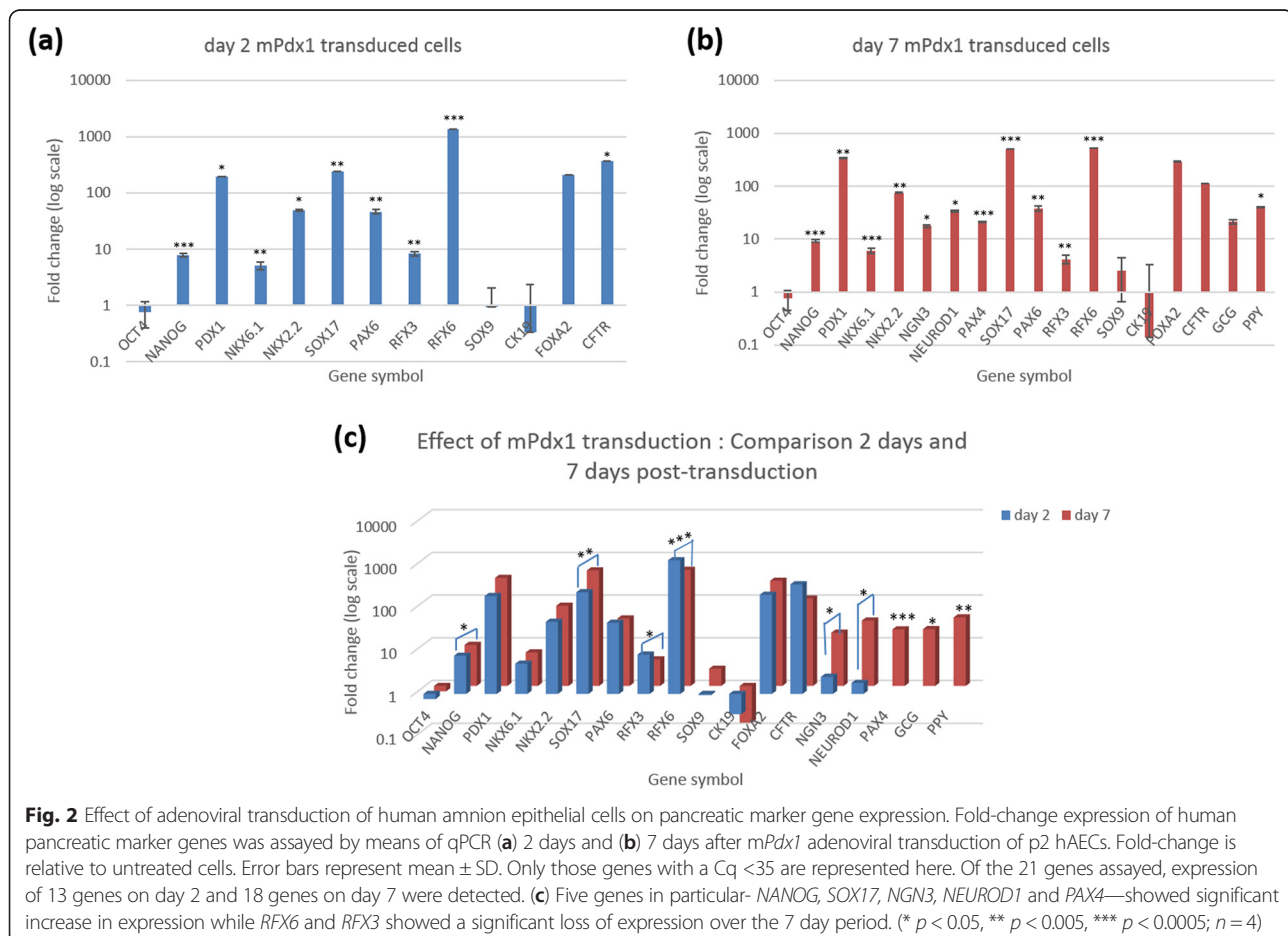 (a)
day 2 mPdx1 transduced cells
***
*
**
*
**
**
**
***
*
10000
1000
100
10
1
0.1
Fold change (log scale)
OCT4
NANOG
PDX1
NKX6.1
NKX2.2
SOX17
PAX6
RFX3
RFX6
SOX9
CK19
FOXA2
CFTR
Gene symbol
(b)
day 7 mPdx1 transduced cells
***
**
***
**
*
*
***
***
**
**
***
*
10000
1000
100
10
1
0.1
Fold change (log scale)
OCT4
NANOG
PDX1
NKX6.1
NKX2.2
NGN3
NEUROD1
PAX4
SOX17
PAX6
RFX3
RFX6
SOX9
CK19
FOXA2
CFTR
GCG
PPY
Gene symbol
(c)
Effect of mPdx1 transduction : Comparison 2 days and
7 days post-transduction
day 2
day 7
*
**
*
***
*
*
***
*
**
10000
1000
100
10
1
0.1
Fold change (log scale)
OCT4
NANOG
PDX1
NKX6.1
NKX2.2
SOX17
PAX6
RFX3
RFX6
SOX9
CK19
FOXA2
CFTR
NGN3
NEUROD1
PAX4
GCG
PPY
Gene symbol
Fig. 2 Effect of adenoviral transduction of human amnion epithelial cells on pancreatic marker gene expression. Fold-change expression of human
pancreatic marker genes was assayed by means of qPCR (a) 2 days and (b) 7 days after mPdx1 adenoviral transduction of p2 hAECs. Fold-change is
relative to untreated cells. Error bars represent mean ± SD. Only those genes with a Cq <35 are represented here. Of the 21 genes assayed, expression
of 13 genes on day 2 and 18 genes on day 7 were detected. (c) Five genes in particular- NANOG, SOX17, NGN3, NEUROD1 and PAX4—showed significant
increase in expression while RFX6 and RFX3 showed a significant loss of expression over the 7 day period. (* p < 0.05, ** p < 0.005, *** p < 0.0005; n = 4)